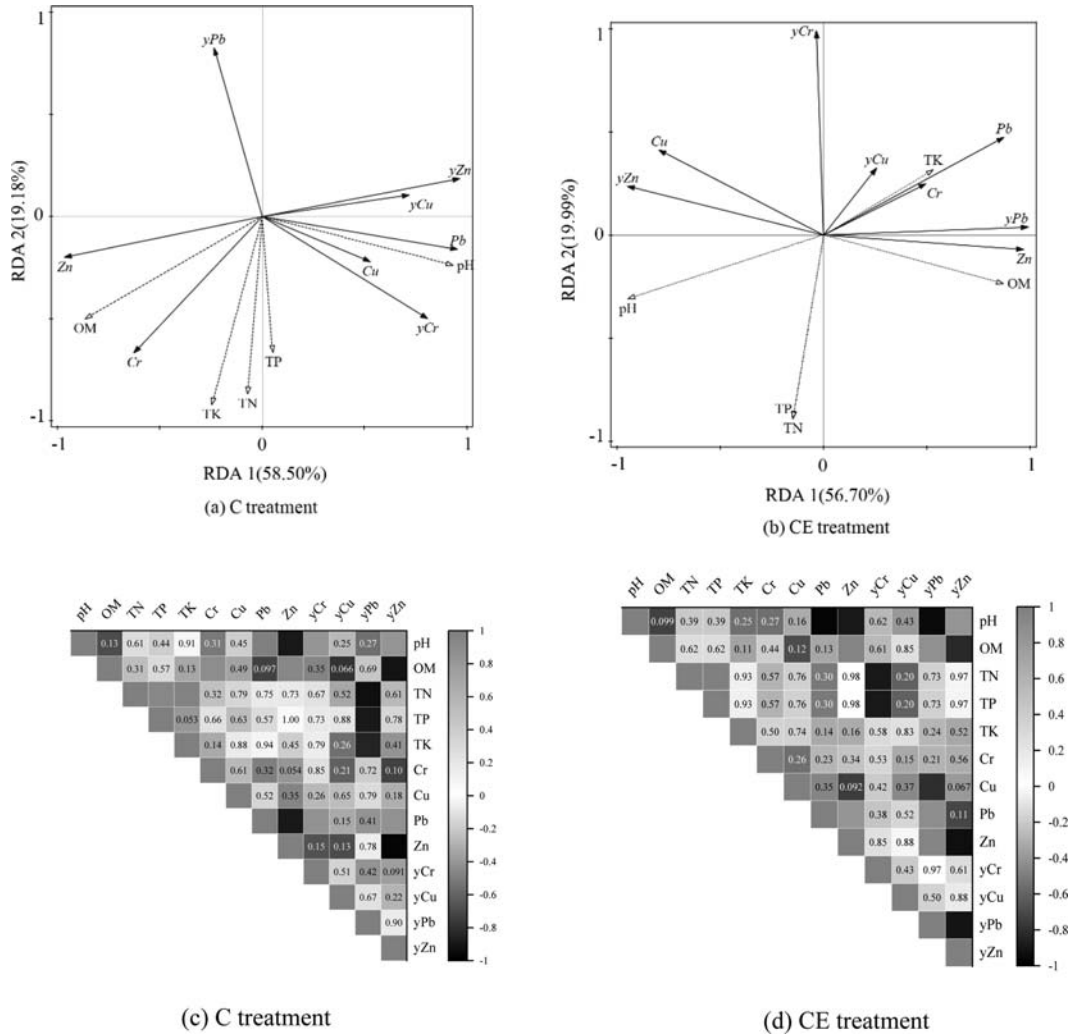 1
yPb
yZn
yCu
0
Pb
pH
Cu
Zn
OM
yCr
Cr
TP
TN
TK
-1
-1 0 1
RDA 2(19.18%)
RDA 1(58.50%)
(a) C treatment
1
yCr
Cu
Pb
yCu
TK
yZn
Cr
yPb
0
Zn
OM
pH
TP
TN
-1
-1 0 1
RDA 2(19.99%)
RDA 1(56.70%)
(b) CE treatment
pH OM TN TP TK Cr Cu Pb Zn yCr yCu yPb yZn
0.13 0.61 0.44 0.91 0.31 0.45 0.25 0.27 pH
0.31 0.57 0.13 0.49 0.097 0.35 0.066 0.69 OM
0.32 0.79 0.75 0.73 0.67 0.52 0.61 TN
0.053 0.66 0.63 0.57 1.00 0.73 0.88 0.78 TP
0.14 0.88 0.94 0.45 0.79 0.26 0.41 TK
0.61 0.32 0.054 0.85 0.21 0.72 0.10 Cr
0.52 0.35 0.26 0.65 0.79 0.18 Cu
0.15 0.41 Pb
0.15 0.13 0.78 Zn
0.51 0.42 0.091 yCr
0.67 0.22 yCu
0.90 yPb
yZn
1
0.8
0.6
0.4
0.2
0
-0.2
-0.4
-0.6
-0.8
-1
(c) C treatment
pH OM TN TP TK Cr Cu Pb Zn yCr yCu yPb yZn
0.099 0.39 0.39 0.25 0.27 0.16 0.62 0.43 pH
0.62 0.62 0.11 0.44 0.12 0.13 0.61 0.85 OM
0.93 0.57 0.76 0.30 0.98 0.20 0.73 0.97 TN
0.93 0.57 0.76 0.30 0.98 0.20 0.73 0.97 TP
0.50 0.74 0.14 0.16 0.58 0.83 0.24 0.52 TK
0.26 0.23 0.34 0.53 0.15 0.21 0.56 Cr
0.35 0.092 0.42 0.37 0.067 Cu
0.38 0.52 0.11 Pb
0.85 0.88 Zn
0.43 0.97 0.61 yCr
0.50 0.88 yCu
yPb
yZn
1
0.8
0.6
0.4
0.2
0
-0.2
-0.4
-0.6
-0.8
-1
(d) CE treatment